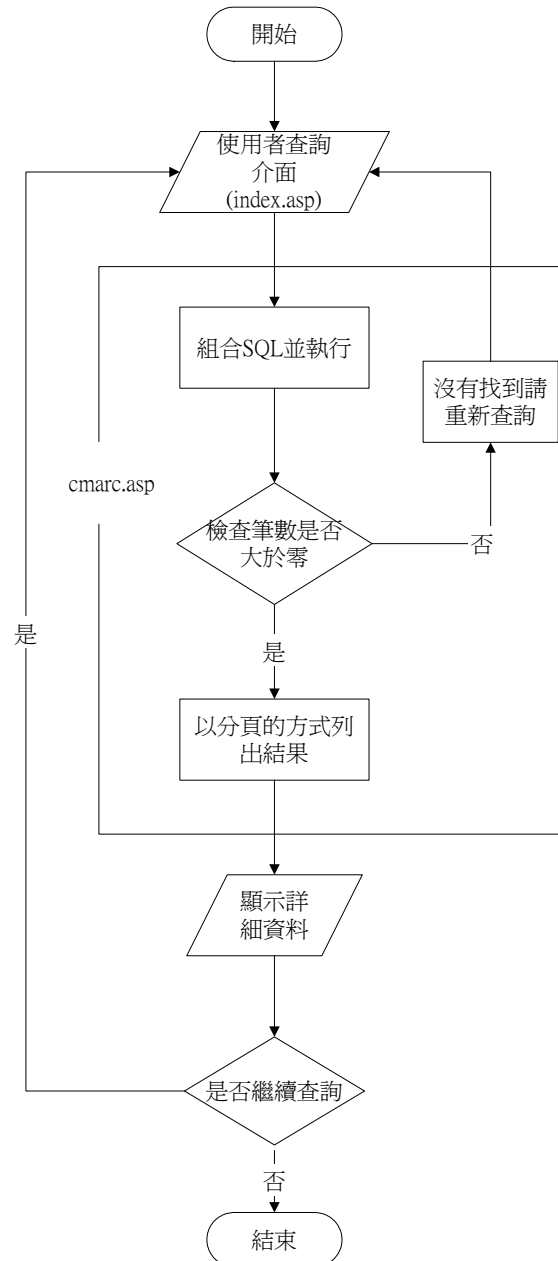 開始
使用者查詢
介面
(index.asp)
組合SQL並執行
沒有找到請
重新查詢
cmarc.asp
檢查筆數是否
大於零
否
是
是
以分頁的方式列
出結果
顯示詳
細資料
是否繼續查詢
否
結束